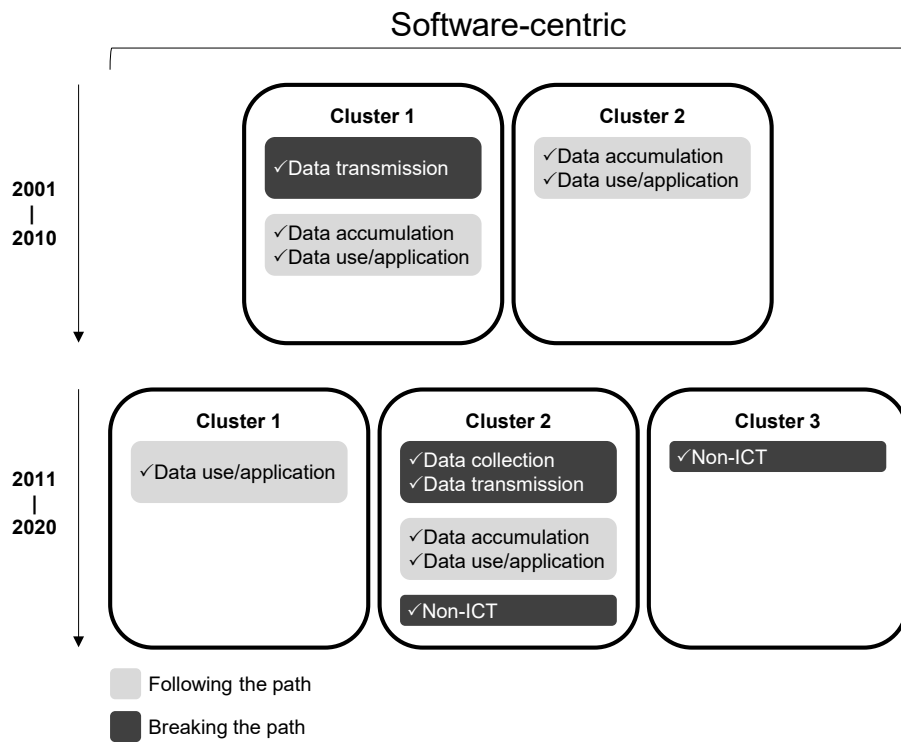 Software-centric
2001
|
2010
Cluster 1
✓Data transmission
✓Data accumulation
✓Data use/application
Cluster 2
✓Data accumulation
✓Data use/application
2011
|
2020
Cluster 1
✓Data use/application
Cluster 2
✓Data collection
✓Data transmission
✓Data accumulation
✓Data use/application
✓Non-ICT
Cluster 3
✓Non-ICT
Following the path
Breaking the path